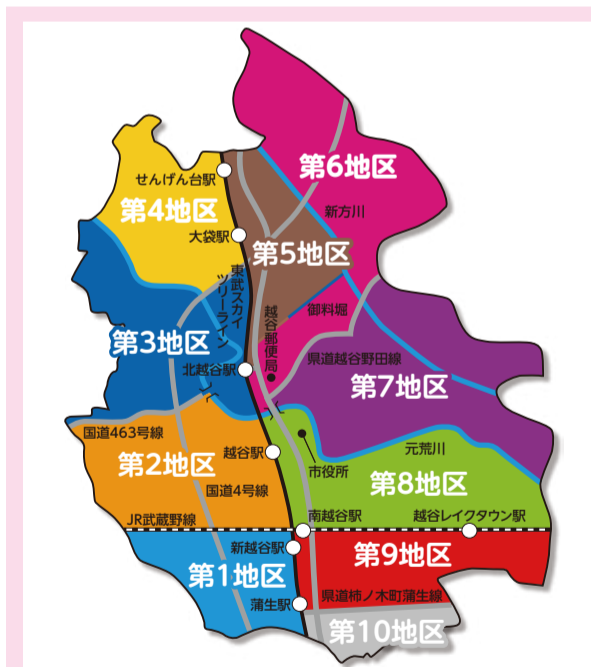 第6地区
せんげん台駅
第4地区
新方川
大袋駅
第5地区
東武スカイ
ツリーライン
御料堀
越谷郵便局
第3地区
県道越谷野田線
北越谷駅
第7地区
国道463号線
元荒川
越谷駅
第2地区
市役所
第8地区
国道4号線
JR武蔵野線
南越谷駅
越谷レイクタウン駅
新越谷駅
第9地区
第1地区
県道柿ノ木町蒲生線
蒲生駅
第10地区